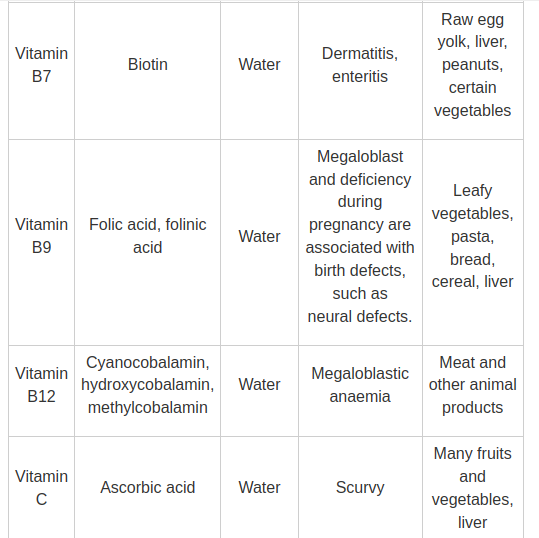 Vitamin
B7
Biotin
Water
Dermatitis,
enteritis
Raw egg
yolk, liver,
peanuts,
certain
vegetables
Vitamin
B9
Folic acid, folinic
acid
Water
Megaloblast
and deficiency
during
pregnancy are
associated with
birth defects,
such as
neural defects.
Leafy
vegetables,
pasta,
bread,
cereal, liver
Vitamin
B12
Cyanocobalamin,
hydroxycobalamin,
methylcobalamin
Water
Megaloblastic
anaemia
Meat and
other animal
products
Vitamin
C
Ascorbic acid
Water
Scurvy
Many fruits
and
vegetables,
liver